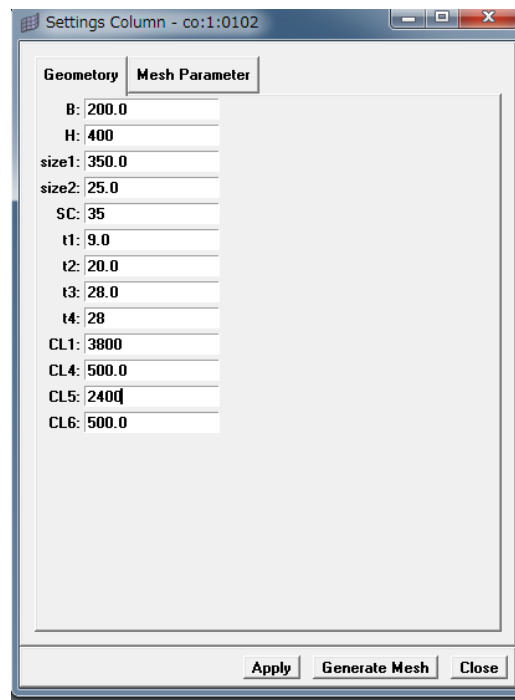 Settings Column - co:1:0102
Geometory Mesh Parameter
B: 200.0
H: 400
size1: 350.0
size2: 25.0
SC: 35
t1: 9.0
t2: 20.0
t3: 28.0
t4: 28
CL1: 3800
CL4: 500.0
CL5: 2400
CL6: 500.0
Apply Generate Mesh Close